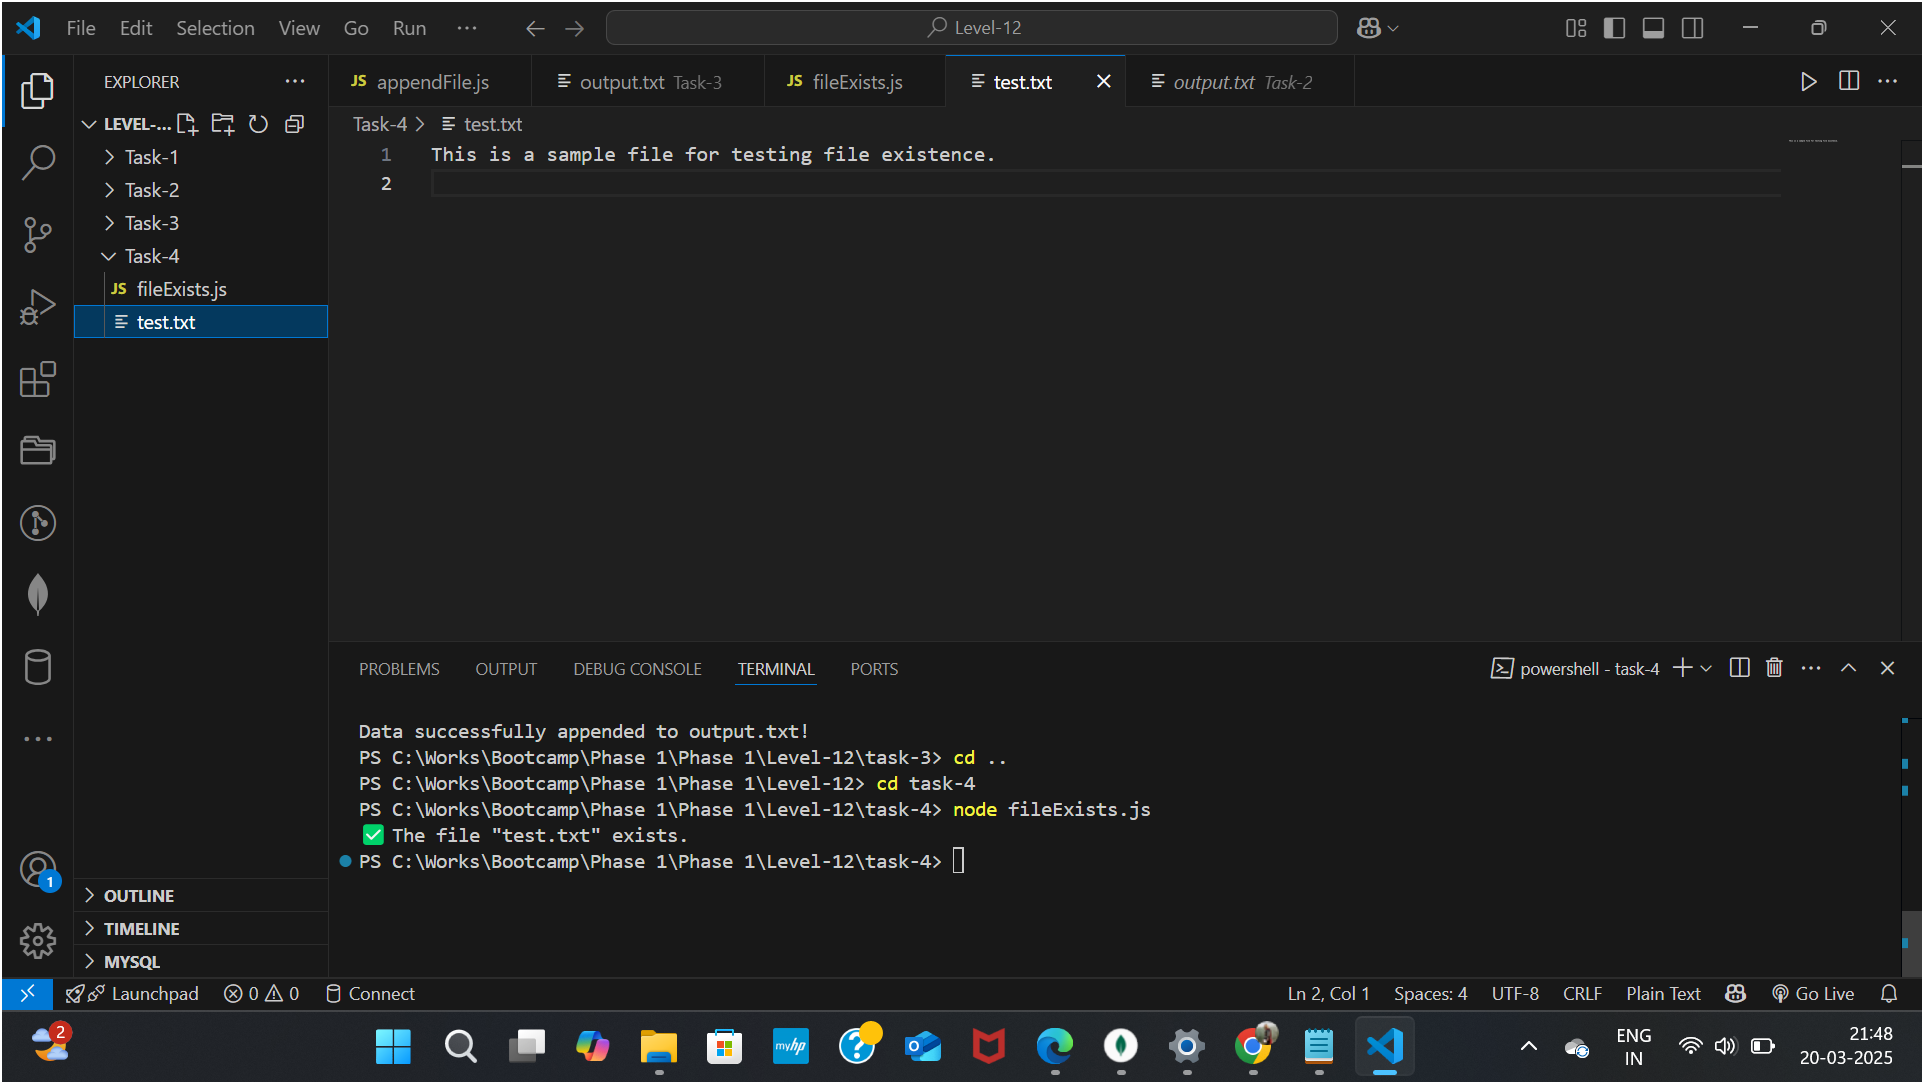 File Edit Selection View Go Run ... Level-12
EXPLORER
LEVEL-...
Task-1
Task-2
Task-3
Task-4
JS fileExists.js
test.txt
OUTLINE
TIMELINE
MYSQL
JS appendFile.js output.txt Task-3 JS fileExists.js test.txt output.txt Task-2
Task-4 > test.txt
1 This is a sample file for testing file existence.
2
PROBLEMS OUTPUT DEBUG CONSOLE TERMINAL PORTS powershell - task-4
Data successfully appended to output.txt!
PS C:\Works\Bootcamp\Phase 1\Phase 1\Level-12\task-3> cd ..
PS C:\Works\Bootcamp\Phase 1\Phase 1\Level-12> cd task-4
PS C:\Works\Bootcamp\Phase 1\Phase 1\Level-12\task-4> node fileExists.js
✅ The file "test.txt" exists.
PS C:\Works\Bootcamp\Phase 1\Phase 1\Level-12\task-4>
1
Launchpad 0 0 Connect Ln 2, Col 1 Spaces: 4 UTF-8 CRLF Plain Text Go Live
2
myhp
ENG
IN
21:48
20-03-2025